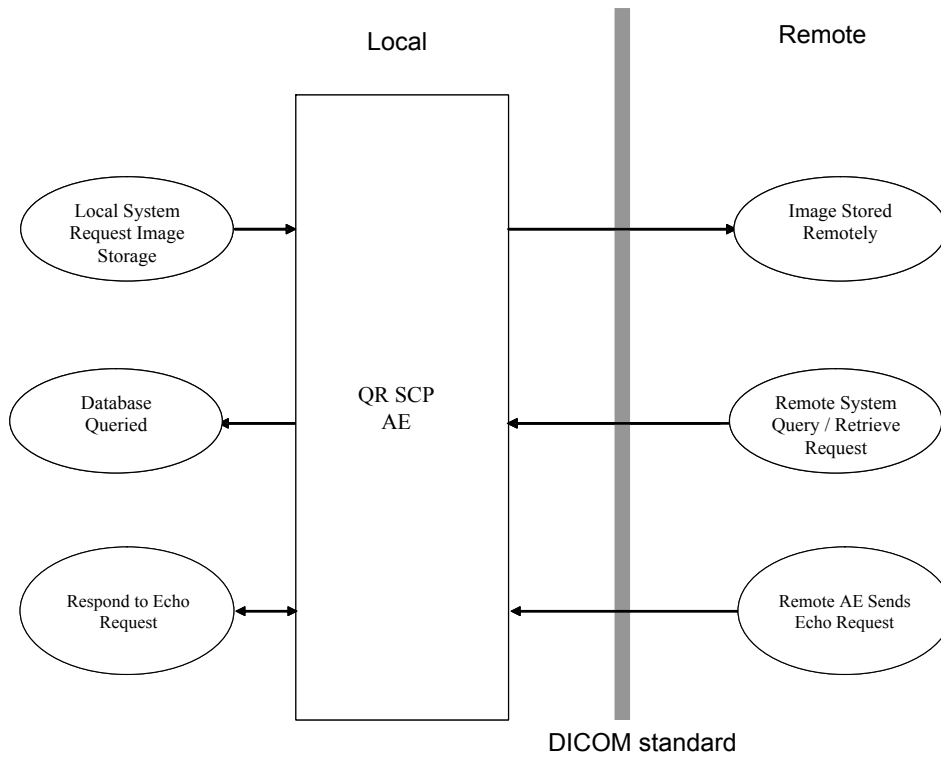 Local
Remote
Local System
Request Image
Storage
Image Stored
Remotely
Database
Queried
QR SCP
AE
Remote System
Query / Retrieve
Request
Respond to Echo
Request
Remote AE Sends
Echo Request
DICOM standard